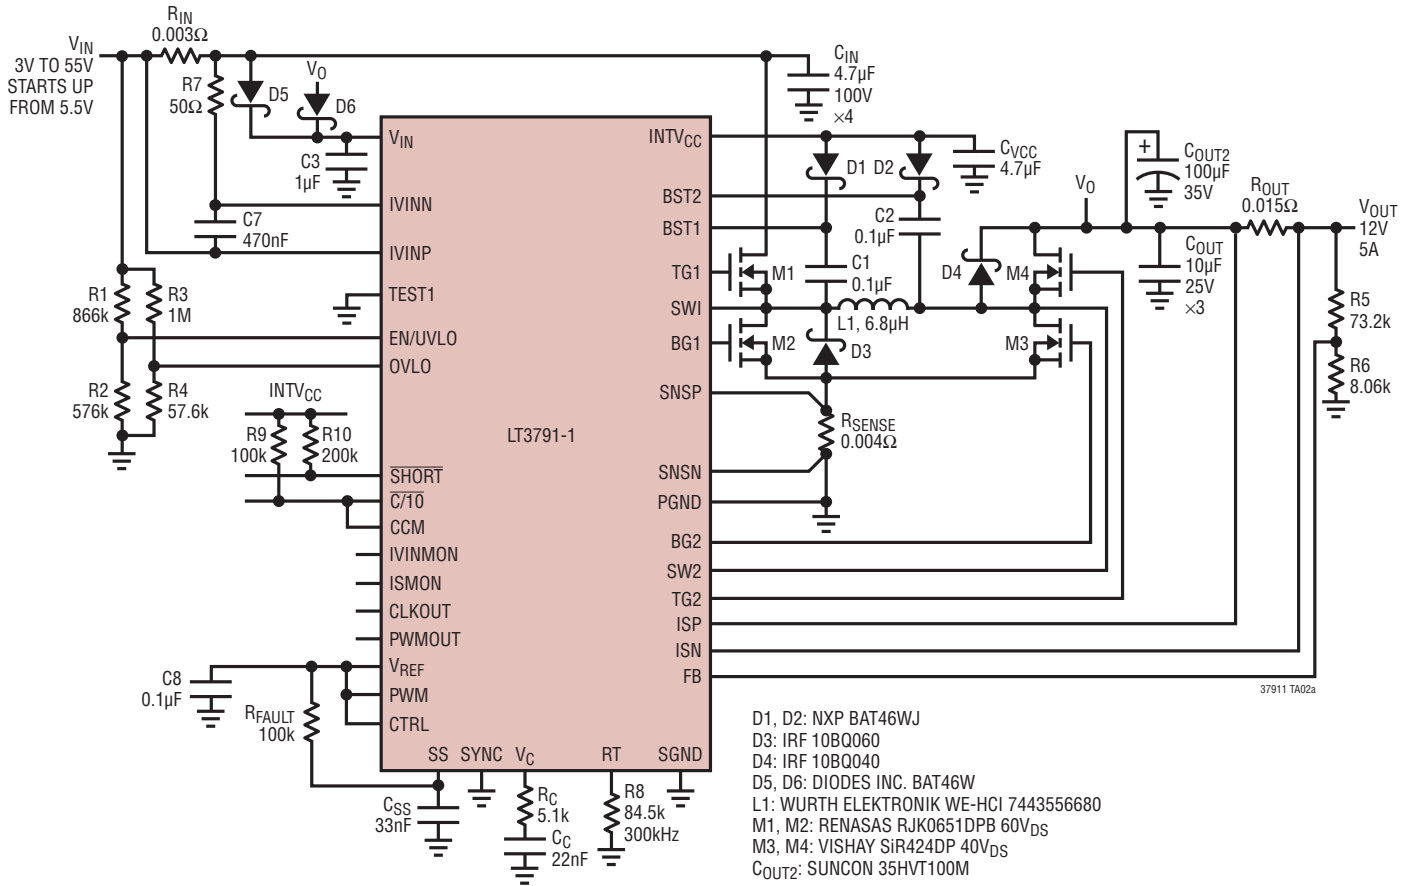 RIN
0.003Ω
VIN
3V TO 55V
STARTS UP
FROM 5.5V
R7
50Ω
D5
VO
D6
C3
1µF
C7
470nF
R1
866k
R3
1M
R2
576k
R4
57.6k
INTVCC
R9
100k
R10
200k
C8
0.1µF
RFAULT
100k
VIN
IVINN
IVINP
TEST1
EN/UVLO
OVLO
SHORT
C/10
CCM
IVINMON
ISMON
CLKOUT
PWMOUT
VREF
PWM
CTRL
LT3791-1
SS SYNC VC RT SGND
CSS
33nF
RC
5.1k
CC
22nF
R8
84.5k
300kHz
INTVCC
BST2
BST1
TG1
SWI
BG1
SNSP
SNSN
PGND
BG2
SW2
TG2
ISP
ISN
FB
CIN
4.7µF
100V
×4
D1 D2
CVCC
4.7µF
C2
0.1µF
C1
0.1µF
M1
L1, 6.8µH
M2
D3
D4
M4
M3
RSENSE
0.004Ω
VO
+
COUT2
100µF
35V
COUT
10µF
25V
×3
ROUT
0.015Ω
VOUT
12V
5A
R5
73.2k
R6
8.06k
37911 TA02a
D1, D2: NXP BAT46WJ
D3: IRF 10BQ060
D4: IRF 10BQ040
D5, D6: DIODES INC. BAT46W
L1: WURTH ELEKTRONIK WE-HCI 7443556680
M1, M2: RENASAS RJK0651DPB 60VDS
M3, M4: VISHAY SiR424DP 40VDS
COUT2: SUNCON 35HVT100M